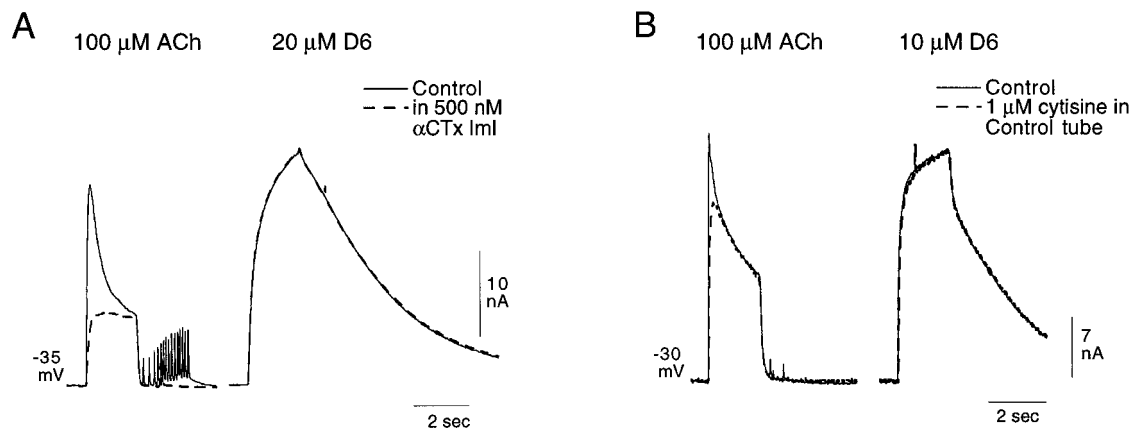 A
100 µM ACh
20 µM D6
Control
in 500 nM
αCTx ImI
-35
mV
10
nA
2 sec
B
100 µM ACh
10 µM D6
Control
1 µM cytisine in
Control tube
-30
mV
7
nA
2 sec